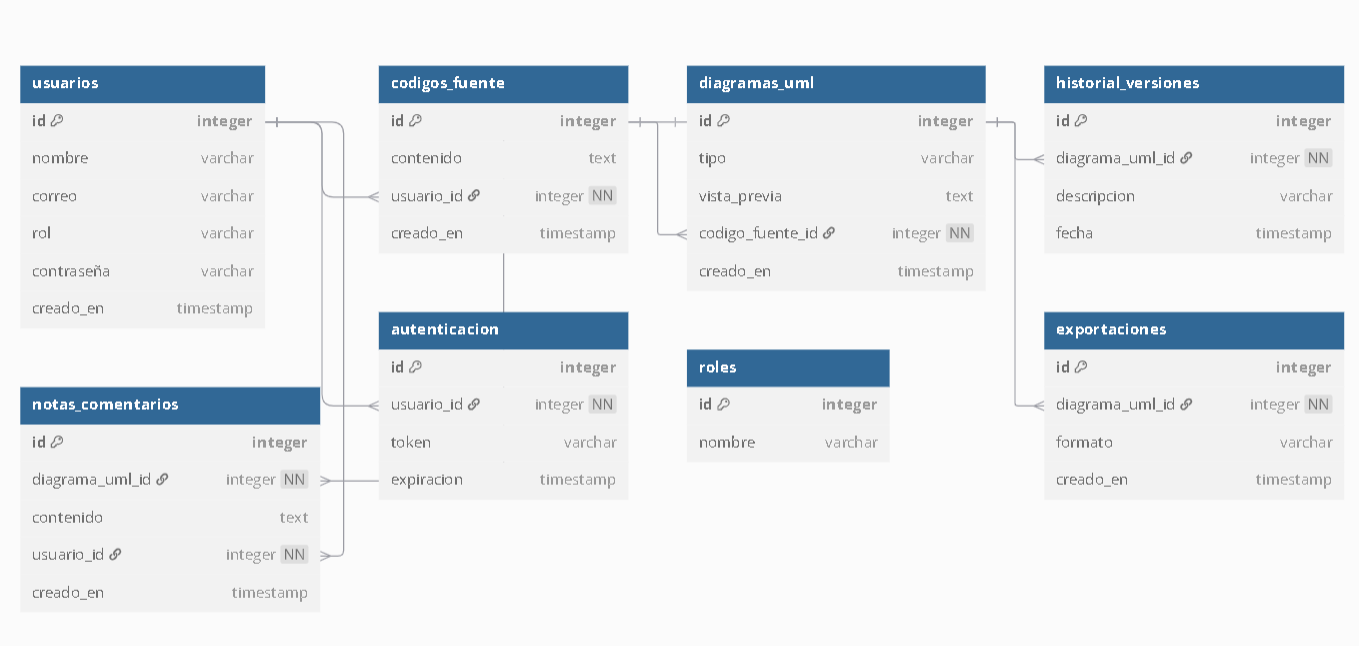 usuarios
id integer
nombre varchar
correo varchar
rol varchar
contraseña varchar
creado_en timestamp
codigos_fuente
id integer
contenido text
usuario_id integer NN
creado_en timestamp
diagramas_uml
id integer
tipo varchar
vista_previa text
codigo_fuente_id integer NN
creado_en timestamp
historial_versiones
id integer
diagrama_uml_id integer NN
descripcion varchar
fecha timestamp
notas_comentarios
id integer
diagrama_uml_id integer NN
contenido text
usuario_id integer NN
creado_en timestamp
autenticacion
id integer
usuario_id integer NN
token varchar
expiracion timestamp
roles
id integer
nombre varchar
exportaciones
id integer
diagrama_uml_id integer NN
formato varchar
creado_en timestamp